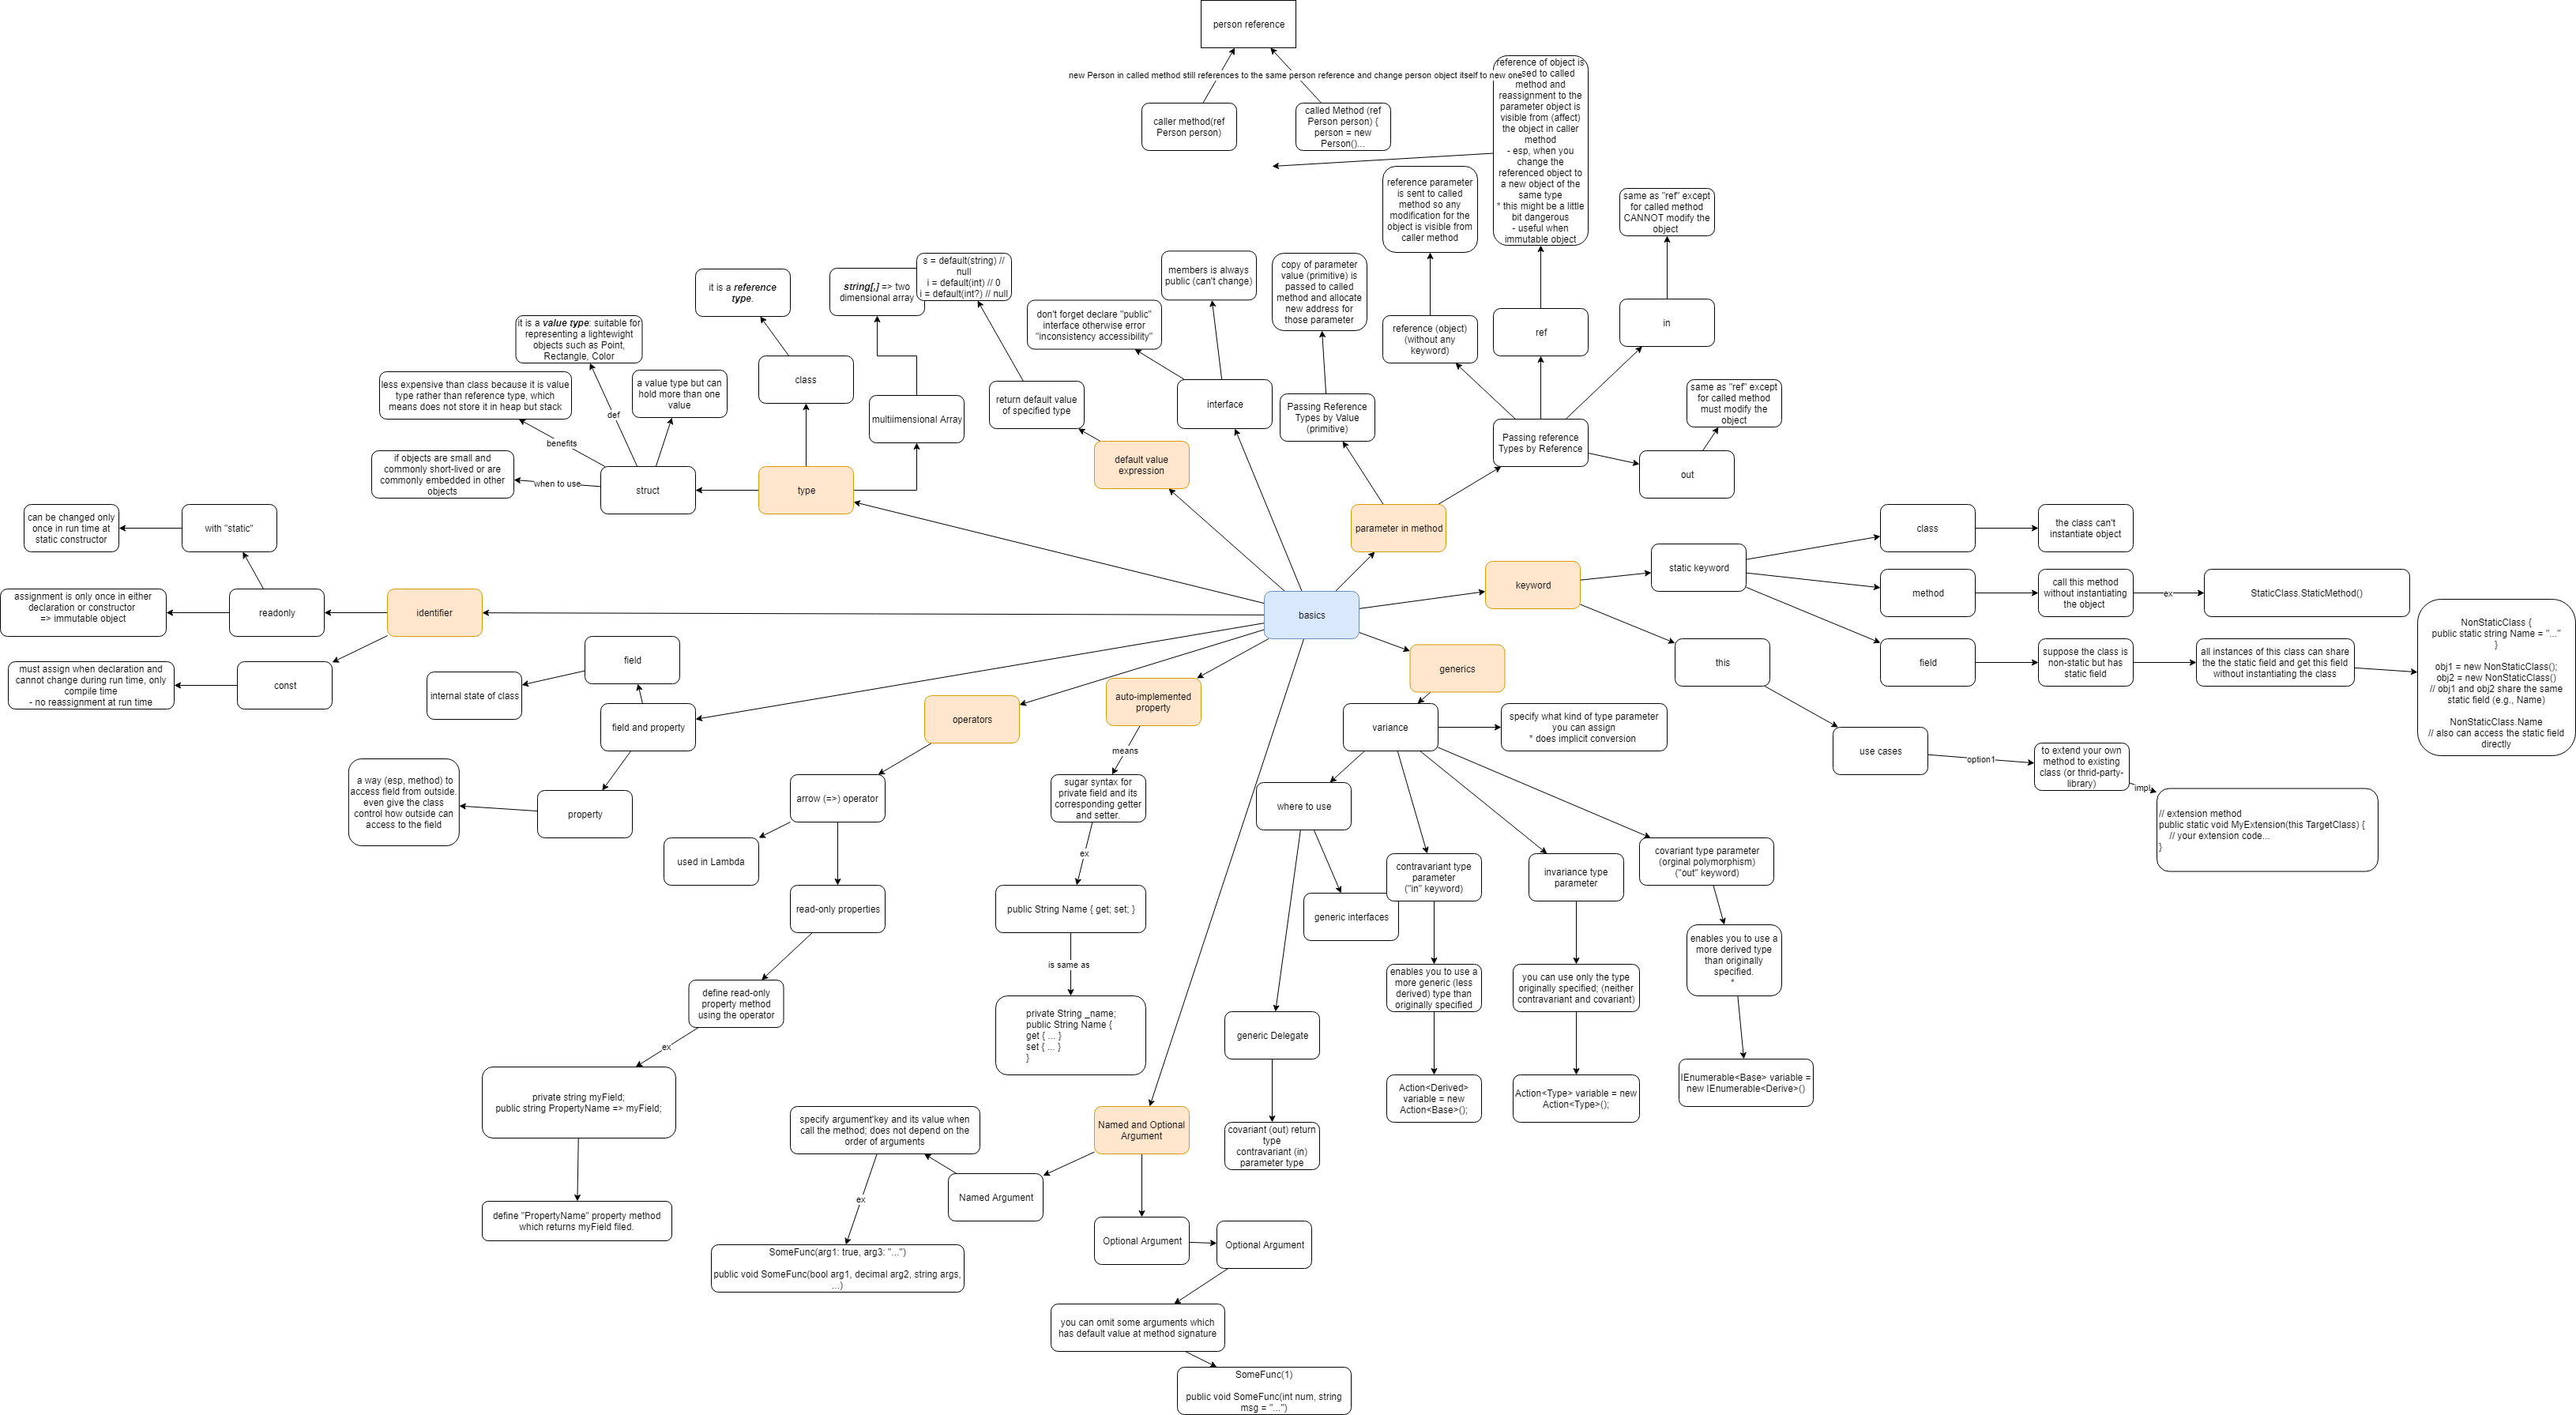 person reference
new Person in called method still references to the same person reference and change person object itself to new one
caller method(ref
Person person)
called Method (ref
Person person) {
person = new
Person()...
reference of object is
sed to called
method and
reassignment to the
parameter object is
visible from (affect)
the object in caller
method
- esp, when you
change the
referenced object to
a new object of the
same type
* this might be a little
bit dangerous
- useful when
immutable object
reference parameter
is sent to called
method so any
modification for the
object is visible from
caller method
same as "ref" except
for called method
CANNOT modify the
object
it is a reference
type.
string[,] => two
dimensional array
s = default(string) //
null
i = default(int) // 0
i = default(int?) // null
members is always
public (can't change)
copy of parameter
value (primitive) is
passed to called
method and allocate
new address for
those parameter
don't forget declare "public"
interface otherwise error
"inconsistency accessibility"
reference (object)
(without any
keyword)
ref
in
it is a value type: suitable for
representing a lightewight
objects such as Point,
Rectangle, Color
less expensive than class because it is value
type rather than reference type, which
means does not store it in heap but stack
a value type but can
hold more than one
value
def
benefits
class
multiimensional Array
return default value
of specified type
interface
Passing Reference
Types by Value
(primitive)
Passing reference
Types by Reference
same as "ref" except
for called method
must modify the
object
out
if objects are small and
commonly short-lived or are
commonly embedded in other
objects
when to use
struct
type
default value
expression
parameter in method
can be changed only
once in run time at
static constructor
with "static"
class
the class can't
instantiate object
static keyword
keyword
method
call this method
without instantiating
the object
ex
StaticClass.StaticMethod()
assignment is only once in either
declaration or constructor
=> immutable object
readonly
identifier
basics
must assign when declaration and
cannot change during run time, only
compile time
- no reassignment at run time
const
field
internal state of class
field and property
a way (esp, method) to
access field from outside.
even give the class
control how outside can
access to the field
property
operators
auto-implemented
property
generics
this
field
suppose the class is
non-static but has
static field
all instances of this class can share
the the static field and get this field
without instantiating the class
NonStaticClass {
public static string Name = "..."
}
obj1 = new NonStaticClass();
obj2 = new NonStaticClass()
// obj1 and obj2 share the same
static field (e.g., Name)
NonStaticClass.Name
// also can access the static field
directly
variance
specify what kind of type parameter
you can assign
* does implicit conversion
use cases
option1
to extend your own
method to existing
class (or thrid-party-
library)
impl
// extension method
public static void MyExtension(this TargetClass) {
// your extension code...
}
means
sugar syntax for
private field and its
corresponding getter
and setter.
ex
public String Name { get; set; }
is same as
private String _name;
public String Name {
get { ... }
set { ... }
}
arrow (=>) operator
used in Lambda
read-only properties
define read-only
property method
using the operator
ex
private string myField;
public string PropertyName => myField;
define "PropertyName" property method
which returns myField filed.
where to use
generic interfaces
generic Delegate
covariant (out) return
type
contravariant (in)
parameter type
contravariant type
parameter
("in" keyword)
enables you to use a
more generic (less
derived) type than
originally specified
Action<Derived>
variable = new
Action<Base>();
invariance type
parameter
you can use only the type
originally specified; (neither
contravariant and covariant)
Action<Type> variable = new
Action<Type>();
covariant type parameter
(orginal polymorphism)
("out" keyword)
enables you to use a
more derived type
than originally
specified.
*
IEnumerable<Base> variable =
new IEnumerable<Derive>()
Named and Optional
Argument
specify argument'key and its value when
call the method; does not depend on the
order of arguments
Named Argument
ex
SomeFunc(arg1: true, arg3: "...")
public void SomeFunc(bool arg1, decimal arg2, string args,
...)
Optional Argument
Optional Argument
you can omit some arguments which
has default value at method signature
SomeFunc(1)
public void SomeFunc(int num, string
msg = "...")